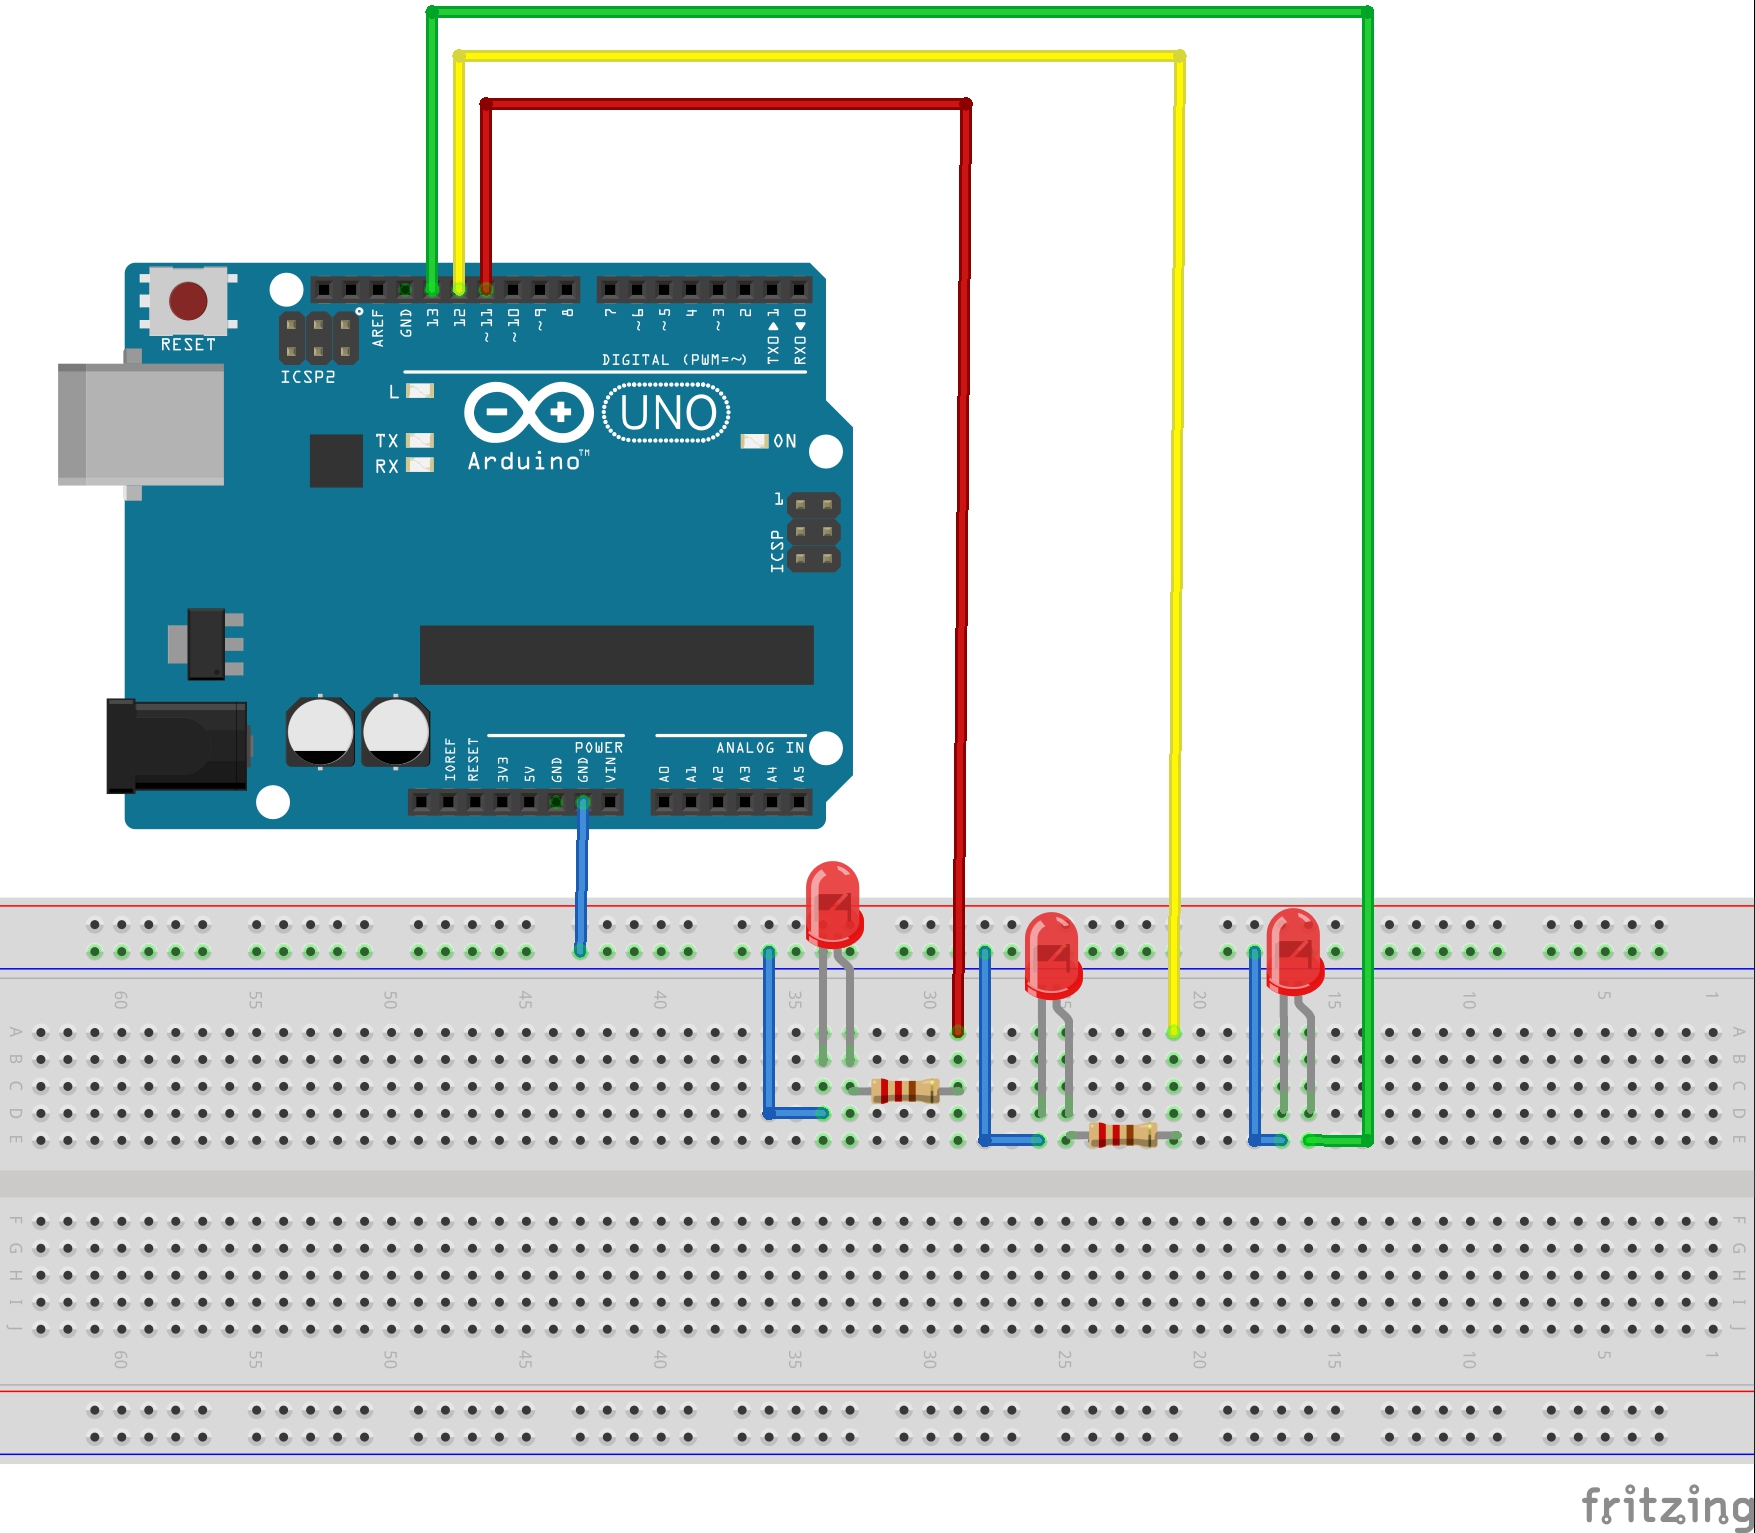 RESET
ICSP2
AREF
GND
13
12
~11
~10
~9
8
7
~6
~5
4
~3
2
TX0▶1
RX0◀0
DIGITAL (PWM=~)
L
TX
RX
UNO
ON
Arduino™
1
ICSP
IOREF
RESET
3V3
5V
GND
GND
VIN
POWER
ANALOG IN
A0
A1
A2
A3
A4
A5
60 55 50 45 40 35 30 25 20 15 10 5 1
A A
B B
C C
D D
E E
F F
G G
H H
I I
J J
60 55 50 45 40 35 30 25 20 15 10 5 1
fritzing